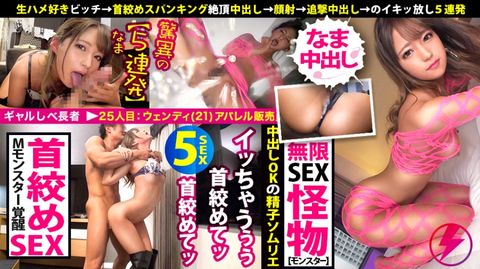 生ハメ好きビッチ→首絞めスパンキング絶頂中出し→顔射→追撃中出し→のイキッ放し5連発
驚異の
なま
【5連発】
なま
中出し
ギャルしべ長者 ▶25人目:ウェンディ(21)アパレル販売
首絞めSEX
Mモンスター覚醒
5SEX
イッちゃうぅぅ
首絞めてッ
首絞めてッ
中出しOKの精子ソムリエ
無限
SEX
怪物
【モンスター】